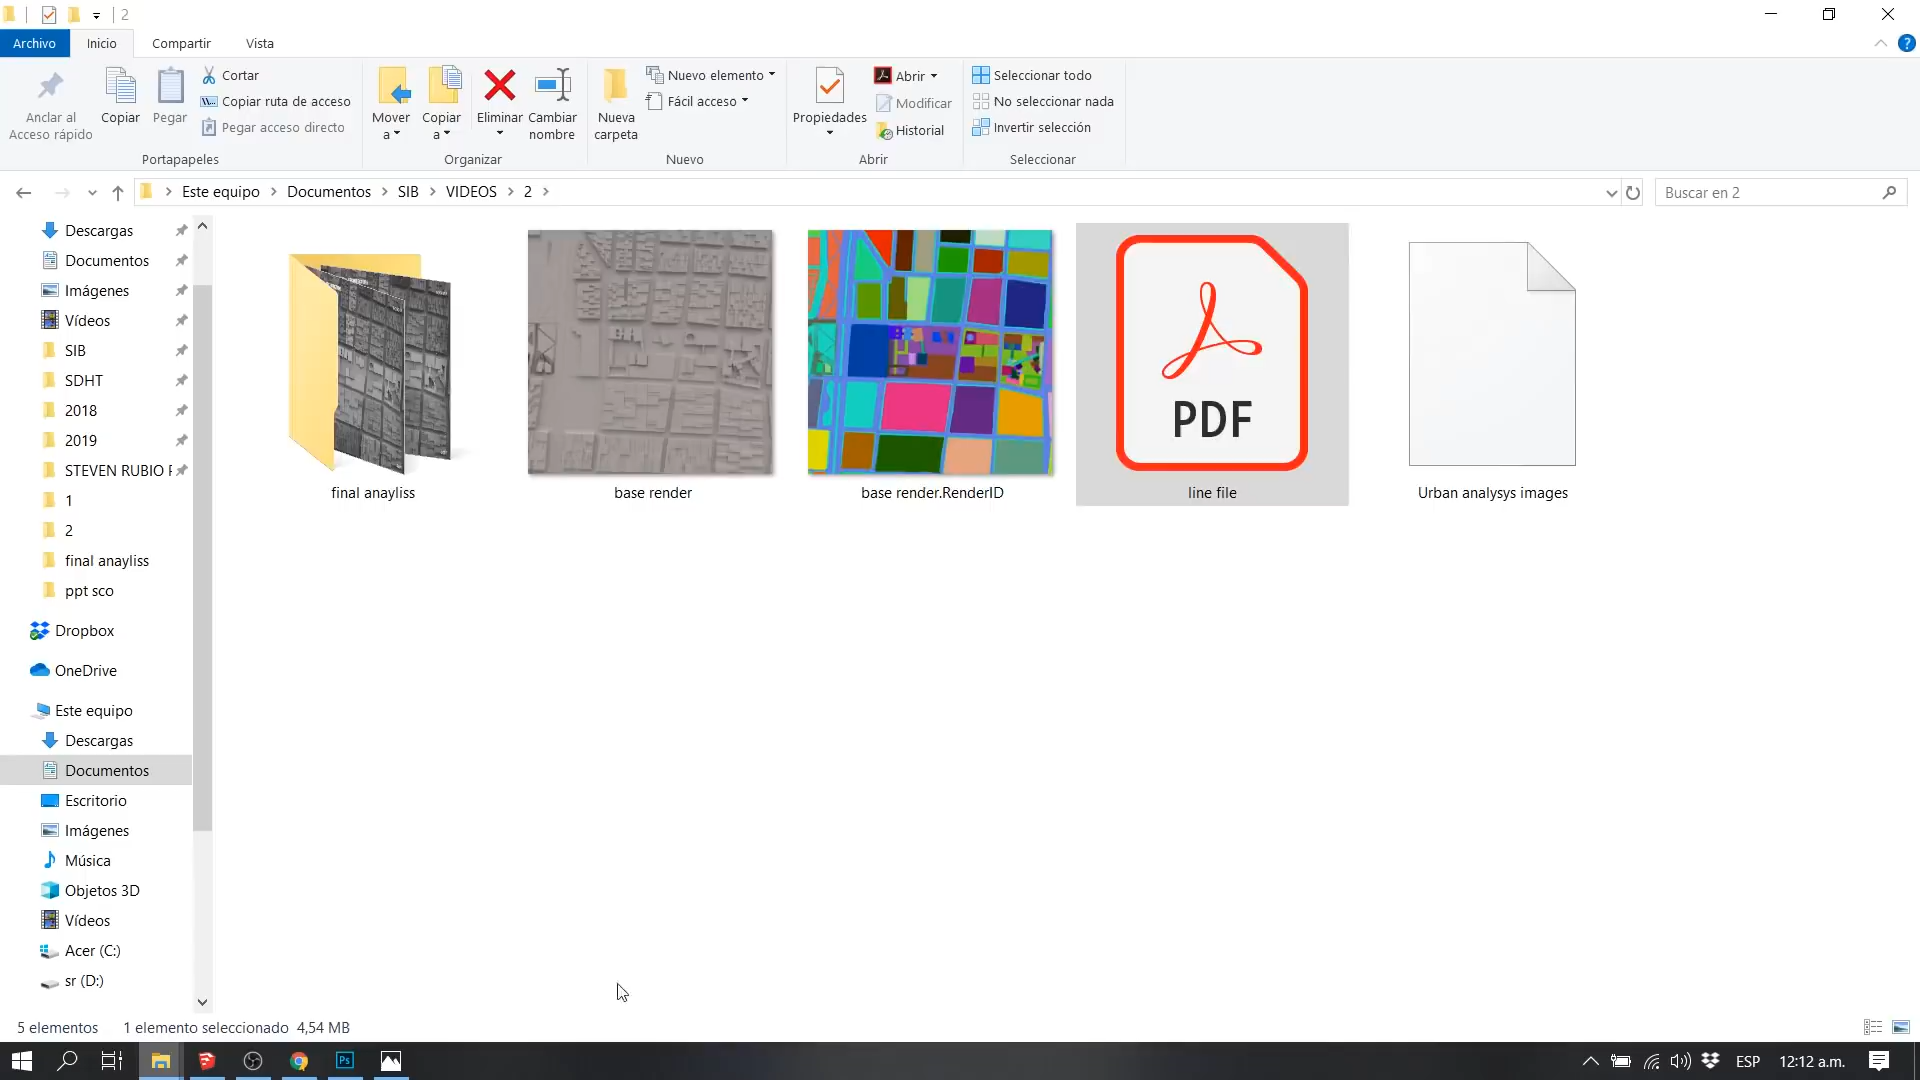 2
Archivo Inicio Compartir Vista
Anclar al
Acceso rápido
Copiar
Pegar
Cortar
Copiar ruta de acceso
Pegar acceso directo
Portapapeles
Mover
a
Copiar
a
Eliminar
Cambiar
nombre
Organizar
Nueva
carpeta
Nuevo elemento
Fácil acceso
Nuevo
Propiedades
Abrir
Modificar
Historial
Abrir
Seleccionar todo
No seleccionar nada
Invertir selección
Seleccionar
Este equipo > Documentos > SIB > VIDEOS > 2 >
Buscar en 2
Descargas
Documentos
Imágenes
Vídeos
SIB
SDHT
2018
2019
STEVEN RUBIO
1
2
final anayliss
ppt sco
Dropbox
OneDrive
Este equipo
Descargas
Documentos
Escritorio
Imágenes
Música
Objetos 3D
Vídeos
Acer (C:)
sr (D:)
final anayliss
base render
base render.RenderID
PDF
line file
Urban analysys images
5 elementos 1 elemento seleccionado 4,54 MB
Ps
ESP 12:12 a.m.